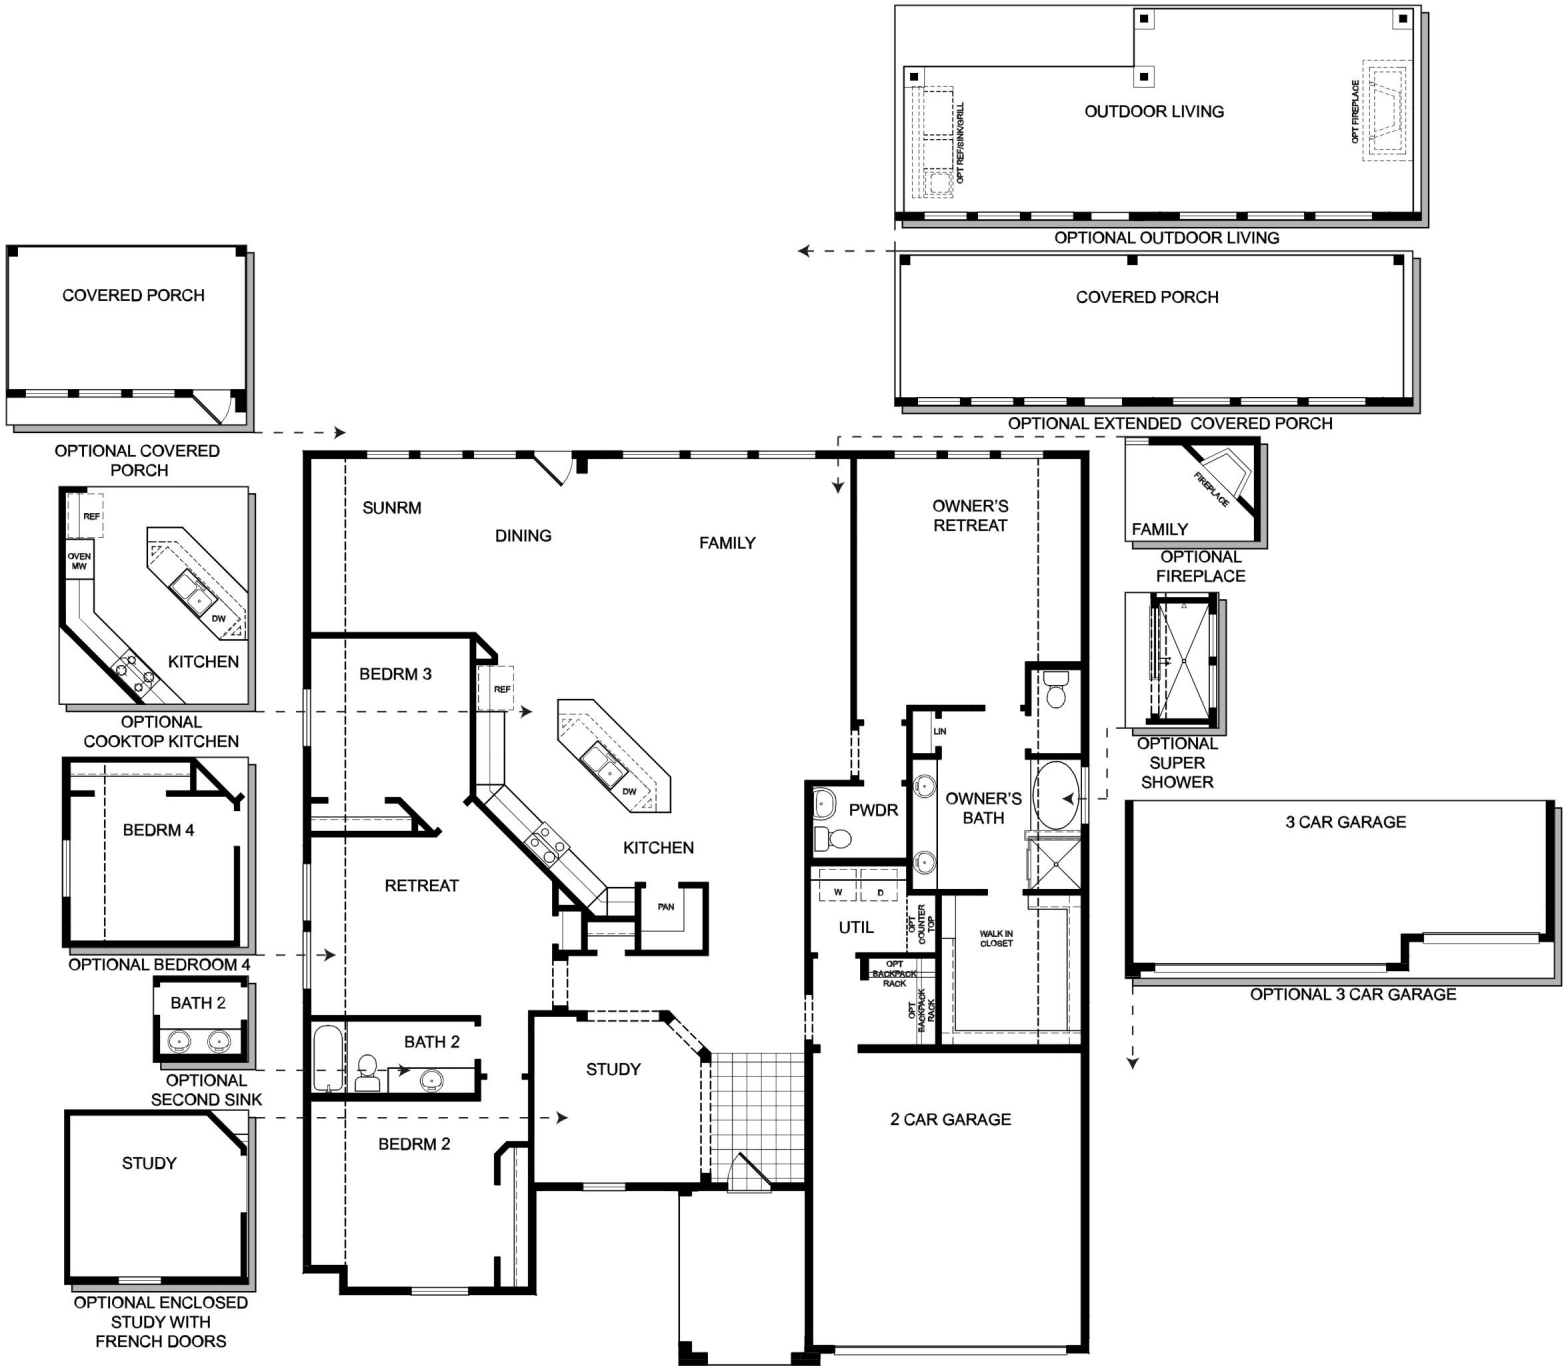 OUTDOOR LIVING
OPT REF/SINK/GRILL
OPT FIREPLACE
OPTIONAL OUTDOOR LIVING
COVERED PORCH
OPTIONAL EXTENDED COVERED PORCH
COVERED PORCH
OPTIONAL COVERED
PORCH
REF
OVEN
MW
DW
KITCHEN
OPTIONAL
COOKTOP KITCHEN
BEDRM 4
OPTIONAL BEDROOM 4
BATH 2
OPTIONAL
SECOND SINK
STUDY
OPTIONAL ENCLOSED
STUDY WITH
FRENCH DOORS
SUNRM
DINING
FAMILY
OWNER'S
RETREAT
BEDRM 3
REF
DW
KITCHEN
PAN
RETREAT
LIN
PWDR
OWNER'S
BATH
W
D
UTIL
OPT
COUNTER
TOP
WALK IN
CLOSET
OPT
BACKPACK
RACK
OPT
BACKPACK
RACK
BATH 2
STUDY
BEDRM 2
2 CAR GARAGE
FIREPLACE
FAMILY
OPTIONAL
FIREPLACE
OPTIONAL
SUPER
SHOWER
3 CAR GARAGE
OPTIONAL 3 CAR GARAGE